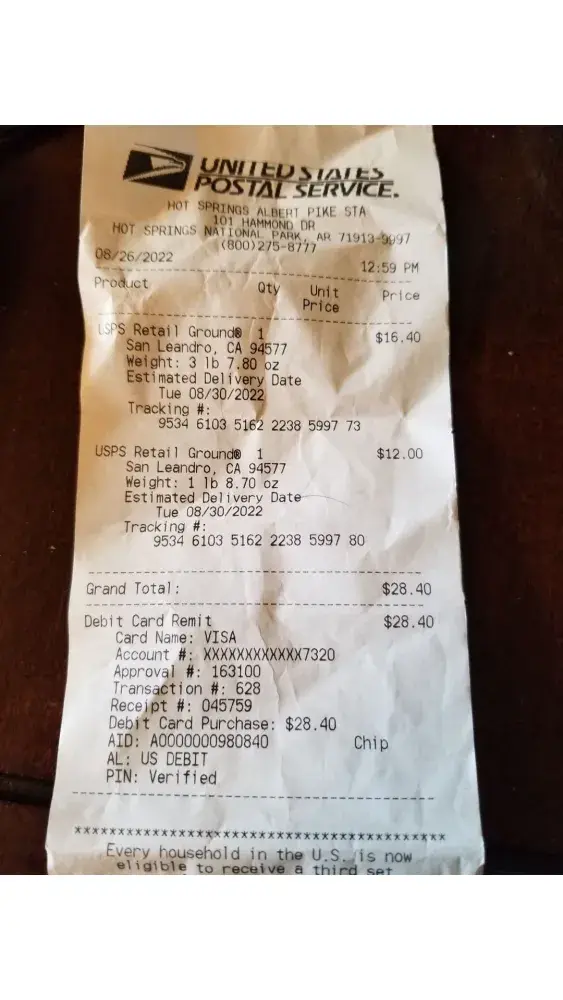 UNITED STATES
POSTAL SERVICE.
HOT SPRINGS ALBERT PIKE STA
101 HAMMOND DR
HOT SPRINGS NATIONAL PARK, AR 71913-9997
(800)275-8777
08/26/2022 12:59 PM
Product Qty Unit Price
Price
USPS Retail Ground® 1 $16.40
San Leandro, CA 94577
Weight: 3 lb 7.80 oz
Estimated Delivery Date
Tue 08/30/2022
Tracking #:
9534 6103 5162 2238 5997 73
USPS Retail Ground® 1 $12.00
San Leandro, CA 94577
Weight: 1 lb 8.70 oz
Estimated Delivery Date
Tue 08/30/2022
Tracking #:
9534 6103 5162 2238 5997 80
Grand Total: $28.40
Debit Card Remit $28.40
Card Name: VISA
Account #: XXXXXXXXXXXX7320
Approval #: 163100
Transaction #: 628
Receipt #: 045759
Debit Card Purchase: $28.40
AID: A0000000980840 Chip
AL: US DEBIT
PIN: Verified
Every household in the U.S. is now
eligible to receive a third set